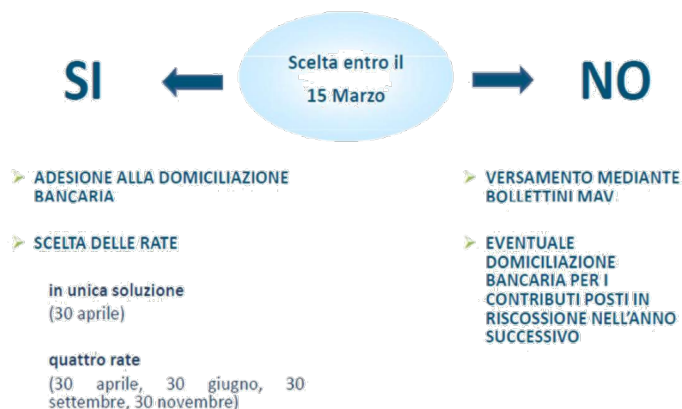 Scelta entro il
15 Marzo
SI
NO
ADESIONE ALLA DOMICILIAZIONE
BANCARIA
SCELTA DELLE RATE
in unica soluzione
(30 aprile)
quattro rate
(30 aprile, 30 giugno, 30
settembre, 30 novembre)
VERSAMENTO MEDIANTE
BOLLETTINI MAV
EVENTUALE
DOMICILIAZIONE
BANCARIA PER I
CONTRIBUTI POSTI IN
RISCOSSIONE NELL'ANNO
SUCCESSIVO